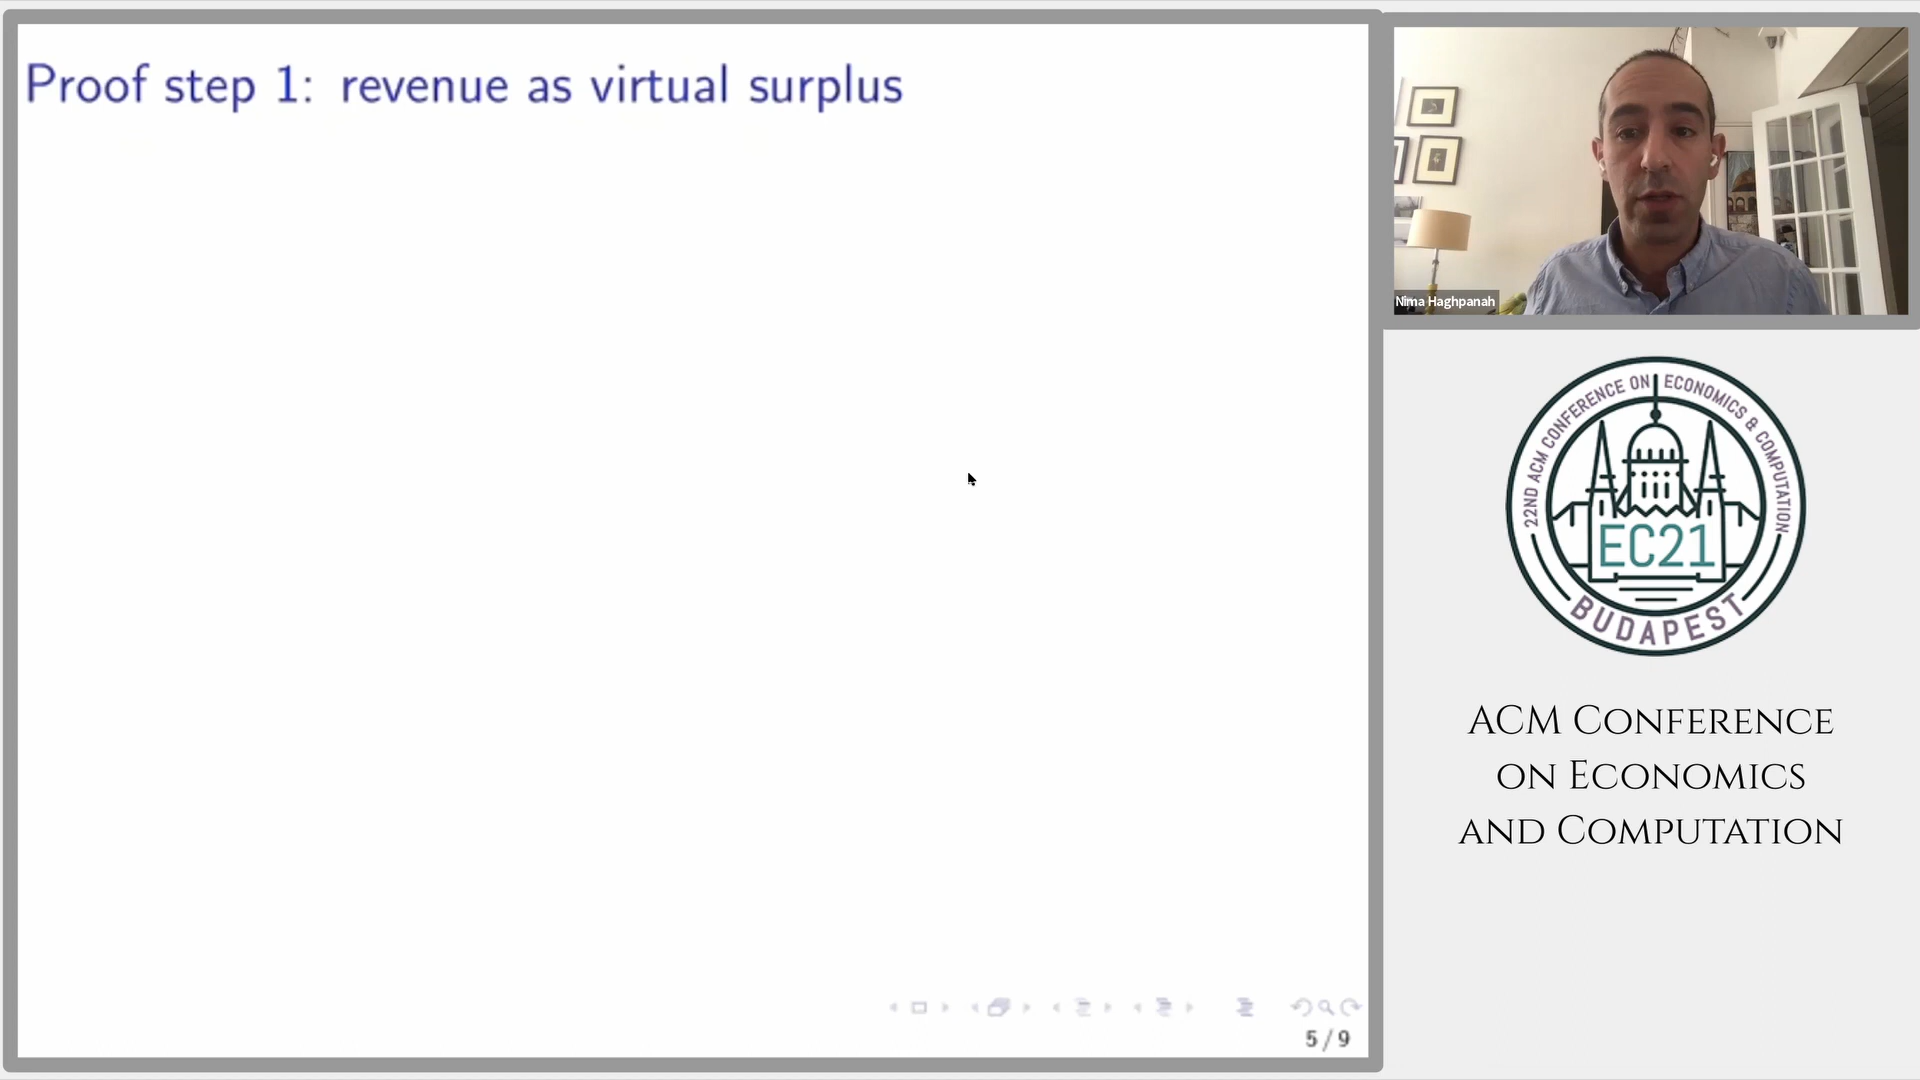 Proof step 1: revenue as virtual surplus
5 / 9
Nima Haghpanah
22ND ACM CONFERENCE ON ECONOMICS & COMPUTATION
EC21
BUDAPEST
ACM CONFERENCE
ON ECONOMICS
AND COMPUTATION